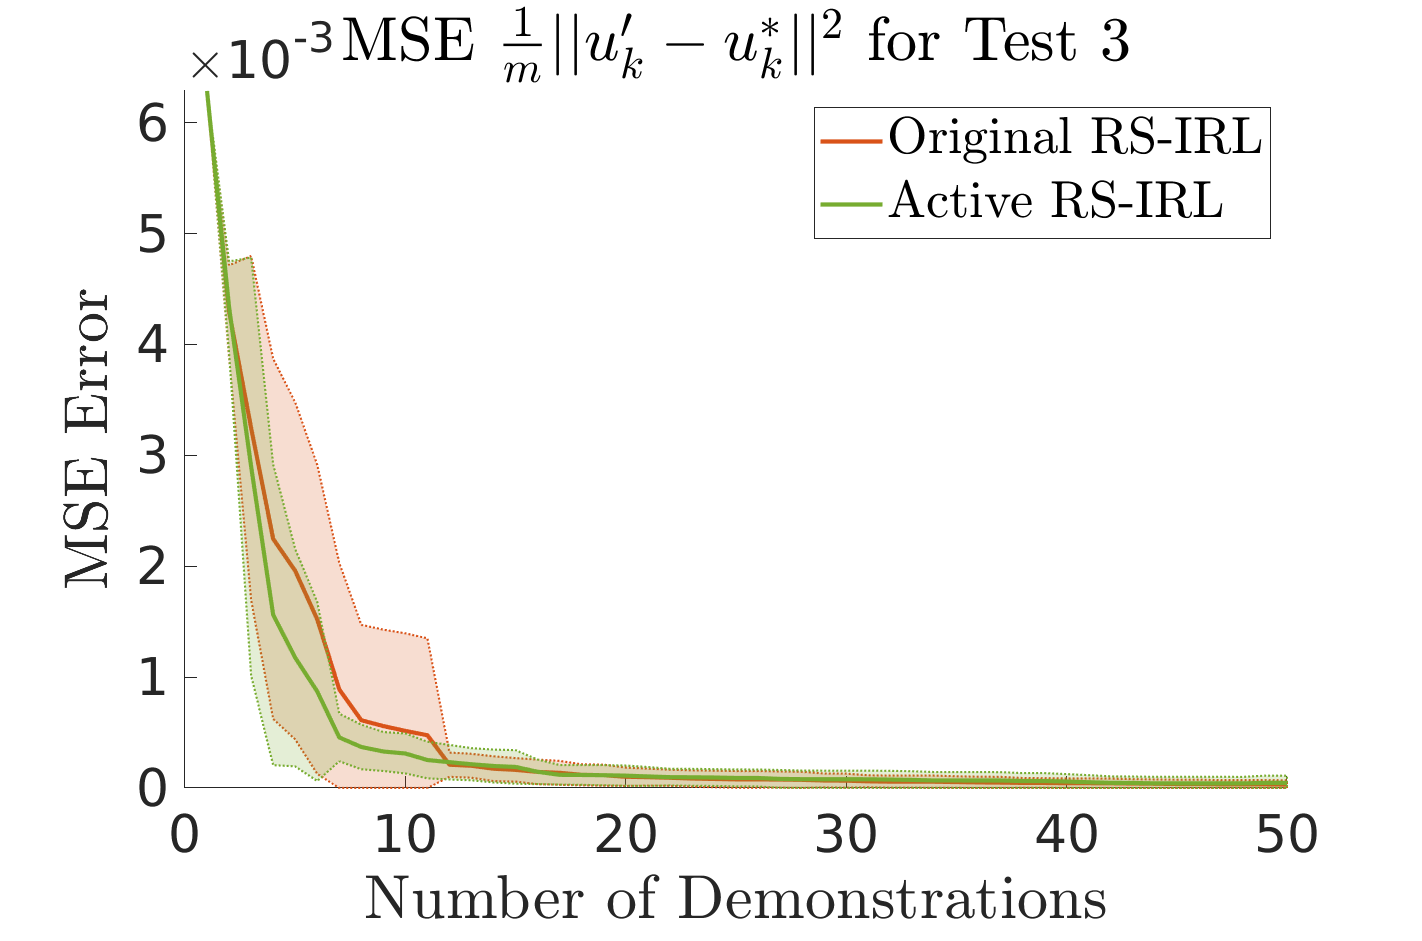 ×10⁻³ MSE 1/m||u′ₖ − u*ₖ||² for Test 3
6
5
4
3
2
1
0
MSE Error
Original RS-IRL
Active RS-IRL
0 10 20 30 40 50
Number of Demonstrations